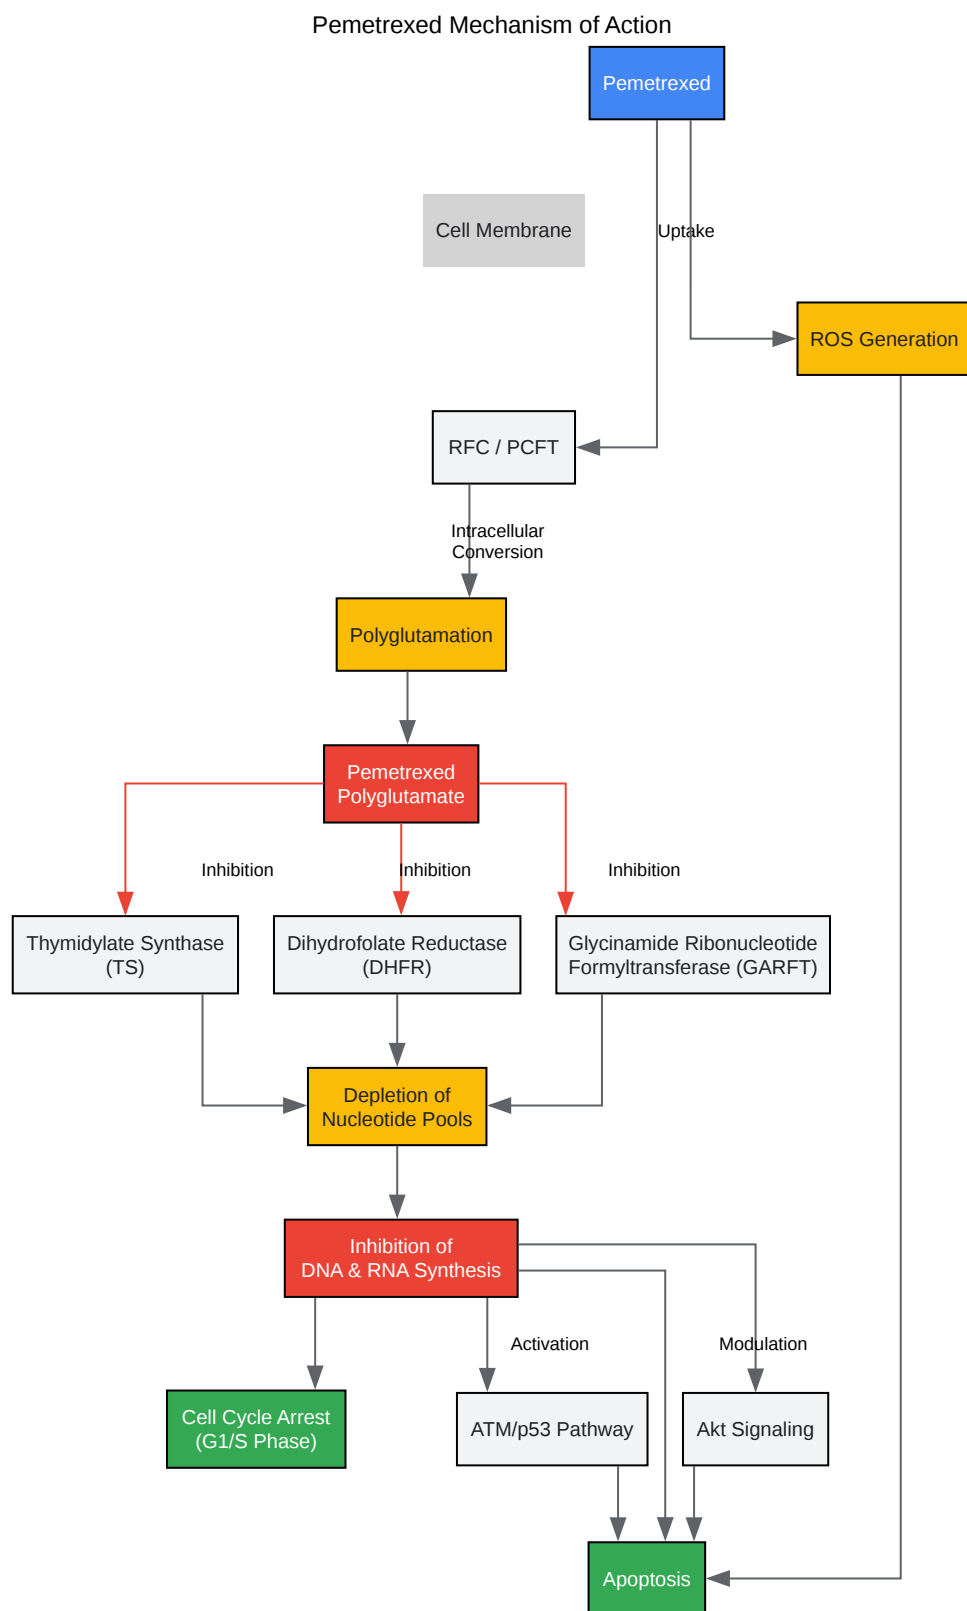 Pemetrexed Mechanism of Action
Pemetrexed
Cell Membrane
Uptake
ROS Generation
RFC / PCFT
Intracellular
Conversion
Polyglutamation
Pemetrexed
Polyglutamate
Inhibition
Inhibition
Inhibition
Thymidylate Synthase
(TS)
Dihydrofolate Reductase
(DHFR)
Glycinamide Ribonucleotide
Formyltransferase (GARFT)
Depletion of
Nucleotide Pools
Inhibition of
DNA & RNA Synthesis
Activation
Modulation
Cell Cycle Arrest
(G1/S Phase)
ATM/p53 Pathway
Akt Signaling
Apoptosis